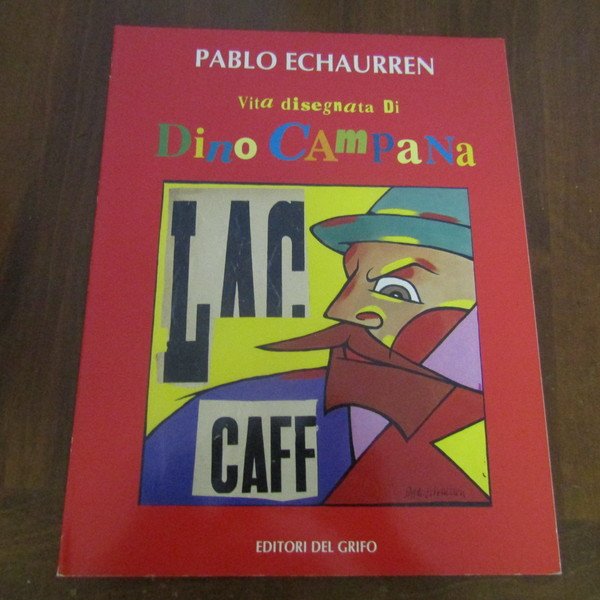 PABLO ECHAURREN
Vita disegnata Di
Dino CAmpaNa
LAC
CAFF
EDITORI DEL GRIFO